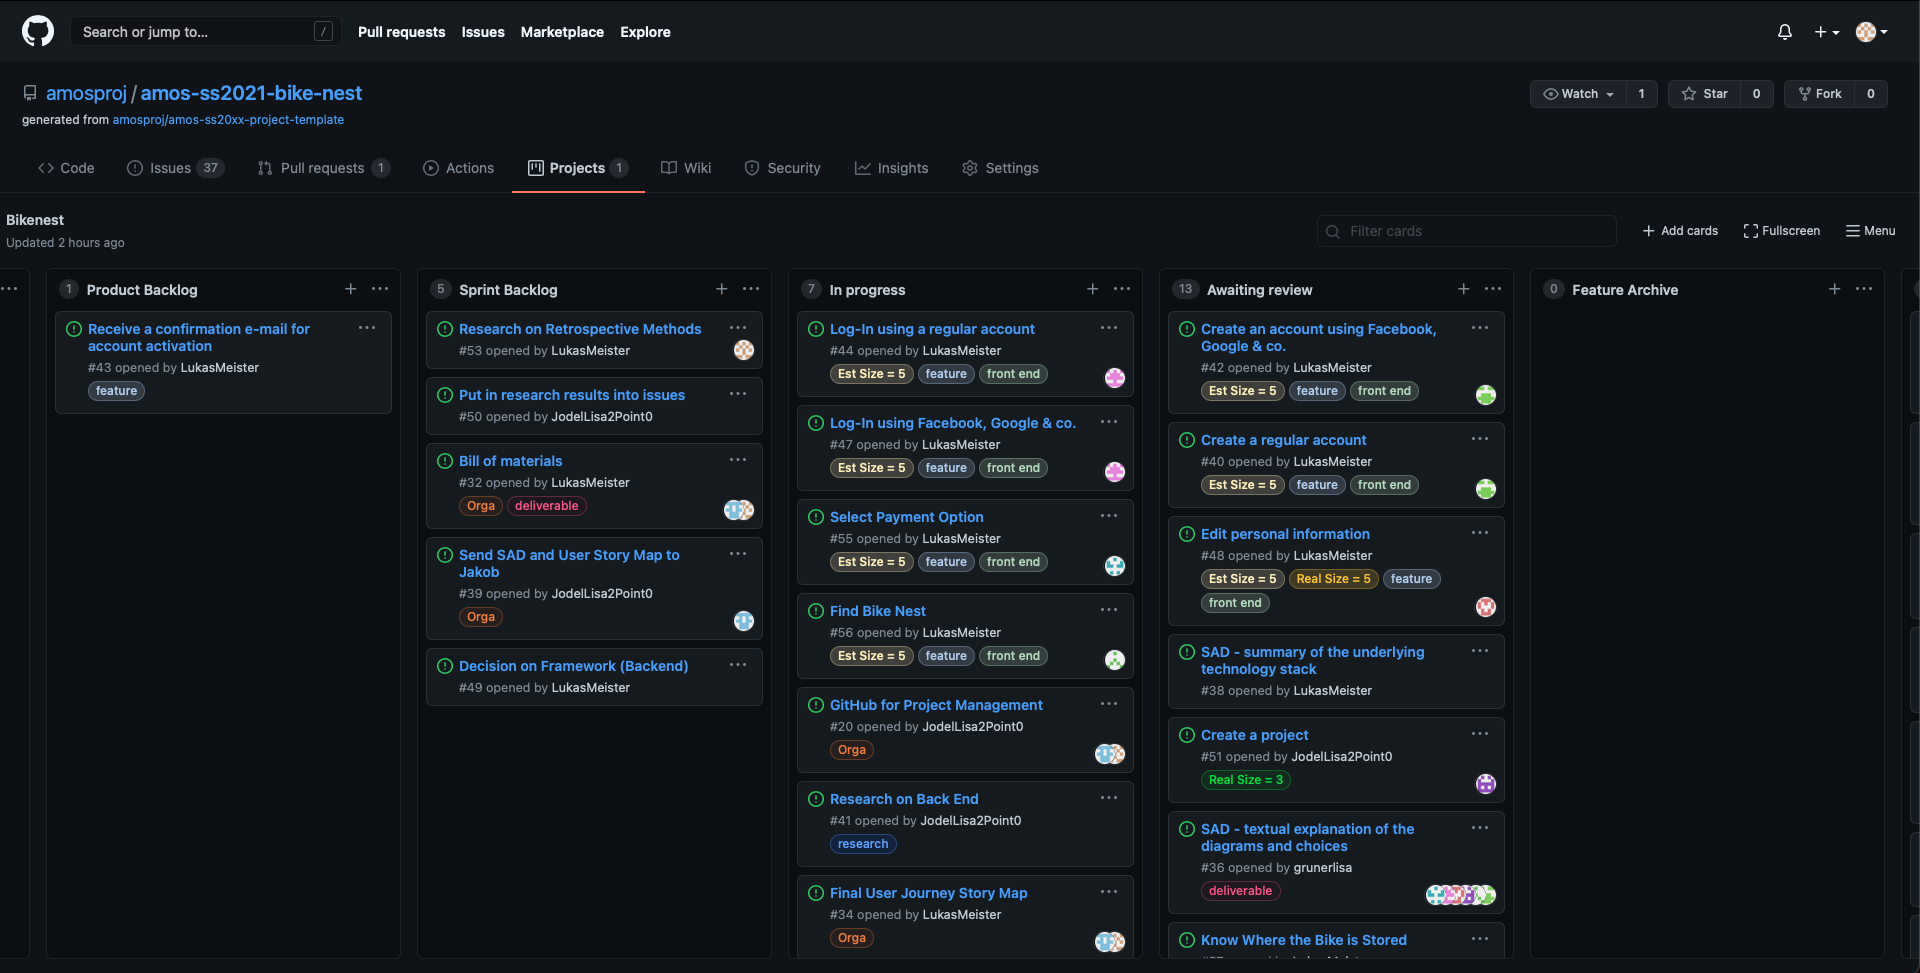 Search or jump to... /
Pull requests Issues Marketplace Explore
amosproj / amos-ss2021-bike-nest
generated from amosproj/amos-ss20xx-project-template
Watch 1 Star 0 Fork 0
Code Issues 37 Pull requests 1 Actions Projects 1 Wiki Security Insights Settings
Bikenest
Updated 2 hours ago
Filter cards
Add cards Fullscreen Menu
1 Product Backlog
Receive a confirmation e-mail for
account activation
#43 opened by LukasMeister
feature
5 Sprint Backlog
Research on Retrospective Methods
#53 opened by LukasMeister
Put in research results into issues
#50 opened by JodelLisa2Point0
Bill of materials
#32 opened by LukasMeister
Orga deliverable
Send SAD and User Story Map to
Jakob
#39 opened by JodelLisa2Point0
Orga
Decision on Framework (Backend)
#49 opened by LukasMeister
7 In progress
Log-In using a regular account
#44 opened by LukasMeister
Est Size = 5 feature front end
Log-In using Facebook, Google & co.
#47 opened by LukasMeister
Est Size = 5 feature front end
Select Payment Option
#55 opened by LukasMeister
Est Size = 5 feature front end
Find Bike Nest
#56 opened by LukasMeister
Est Size = 5 feature front end
GitHub for Project Management
#20 opened by JodelLisa2Point0
Orga
Research on Back End
#41 opened by JodelLisa2Point0
research
Final User Journey Story Map
#34 opened by LukasMeister
Orga
13 Awaiting review
Create an account using Facebook,
Google & co.
#42 opened by LukasMeister
Est Size = 5 feature front end
Create a regular account
#40 opened by LukasMeister
Est Size = 5 feature front end
Edit personal information
#48 opened by LukasMeister
Est Size = 5 Real Size = 5 feature
front end
SAD - summary of the underlying
technology stack
#38 opened by LukasMeister
Create a project
#51 opened by JodelLisa2Point0
Real Size = 3
SAD - textual explanation of the
diagrams and choices
#36 opened by grunerlisa
deliverable
Know Where the Bike is Stored
0 Feature Archive